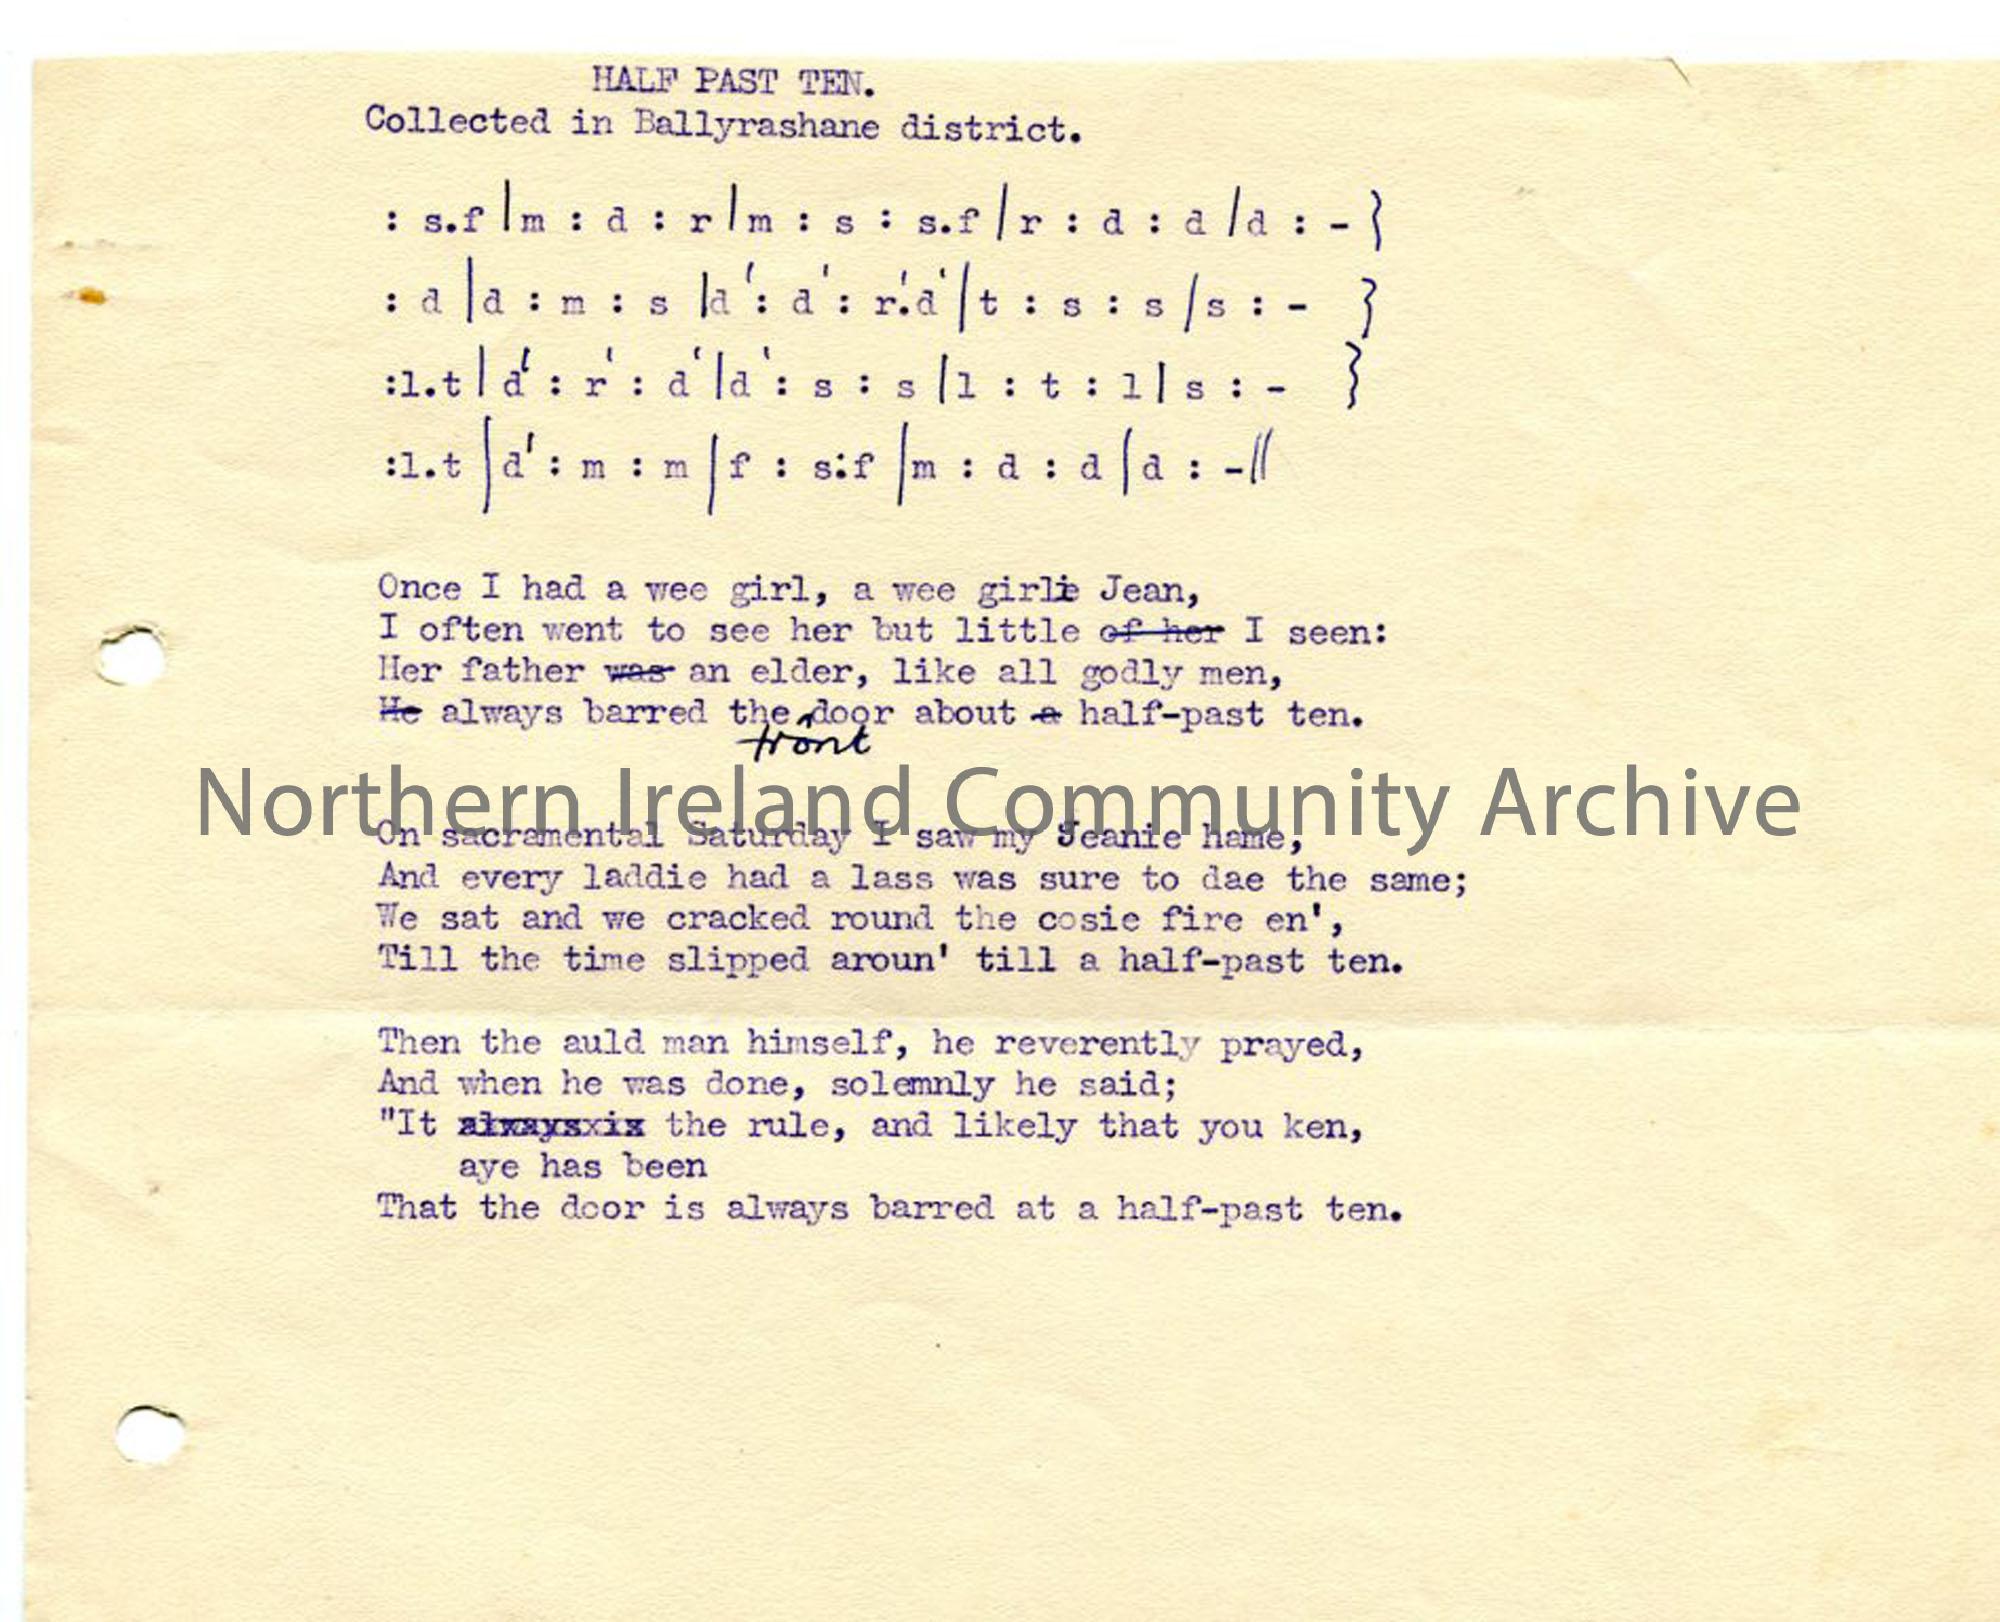 HALF PAST TEN.
Collected in Ballyrashane district.
: s.f |m : d : r|m : s : s.f |r : d : d |d : - }
: d |d : m : s |d' : d' : r'.d' |t : s : s |s : - }
:l.t | d' : r' : d' |d' : s : s |l : t : l| s : - }
:l.t |d' : m : m | f : s:f |m : d : d |d : -||
Once I had a wee girl, a wee girlie Jean,
I often went to see her but little of her I seen:
Her father was an elder, like all godly men,
He always barred the door about a half-past ten.
front
Northern Ireland Community Archive
On sacramental Saturday I saw my Jeanie hame,
And every laddie had a lass was sure to dae the same;
We sat and we cracked round the cosie fire en',
Till the time slipped aroun' till a half-past ten.
Then the auld man himself, he reverently prayed,
And when he was done, solemnly he said;
"It always is the rule, and likely that you ken,
aye has been
That the door is always barred at a half-past ten.